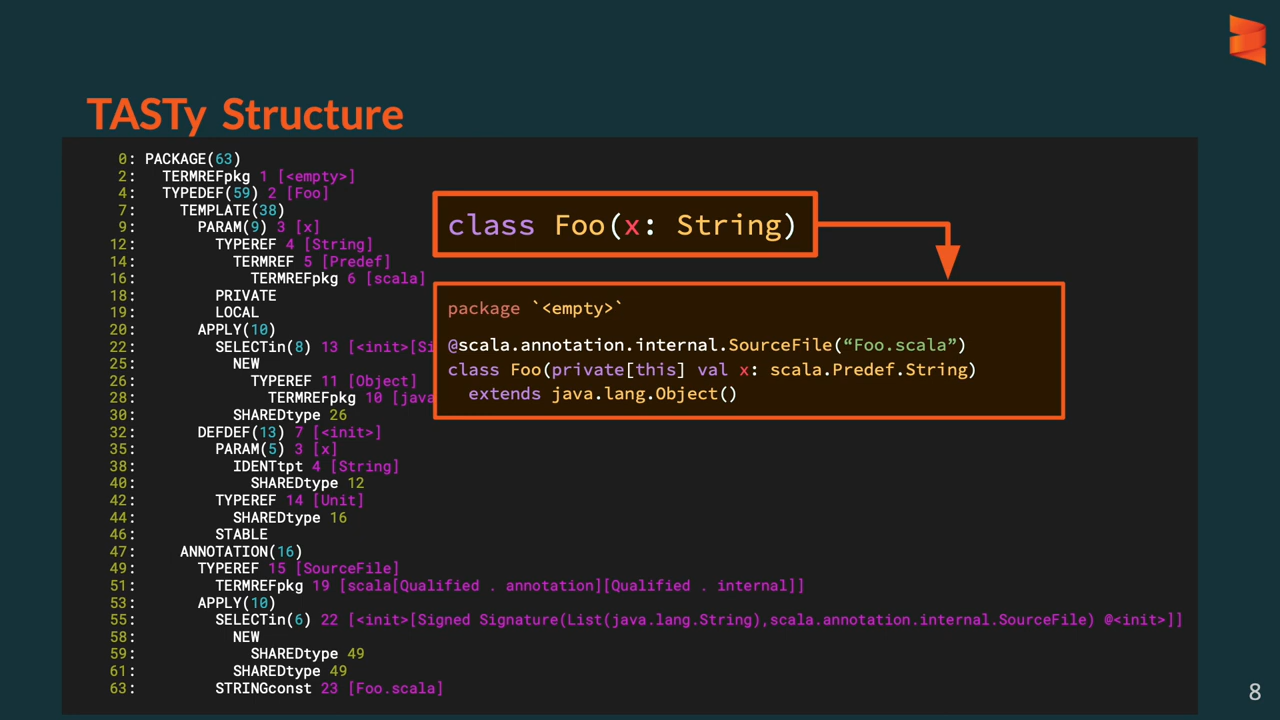 TASTy Structure
0: PACKAGE(63)
2: TERMREFpkg 1 [<empty>]
4: TYPEDEF(59) 2 [Foo]
7: TEMPLATE(38)
9: PARAM(9) 3 [x]
12: TYPEREF 4 [String]
14: TERMREF 5 [Predef]
16: TERMREFpkg 6 [scala]
18: PRIVATE
19: LOCAL
20: APPLY(10)
22: SELECTin(8) 13 [<init>[Si
25: NEW
26: TYPEREF 11 [Object]
28: TERMREFpkg 10 [java
30: SHAREDtype 26
32: DEFDEF(13) 7 [<init>]
35: PARAM(5) 3 [x]
38: IDENTtpt 4 [String]
40: SHAREDtype 12
42: TYPEREF 14 [Unit]
44: SHAREDtype 16
46: STABLE
47: ANNOTATION(16)
49: TYPEREF 15 [SourceFile]
51: TERMREFpkg 19 [scala[Qualified . annotation][Qualified . internal]]
53: APPLY(10)
55: SELECTin(6) 22 [<init>[Signed Signature(List(java.lang.String),scala.annotation.internal.SourceFile) @<init>]]
58: NEW
59: SHAREDtype 49
61: SHAREDtype 49
63: STRINGconst 23 [Foo.scala]
class Foo(x: String)
package `<empty>`
@scala.annotation.internal.SourceFile(“Foo.scala”)
class Foo(private[this] val x: scala.Predef.String)
extends java.lang.Object()
8